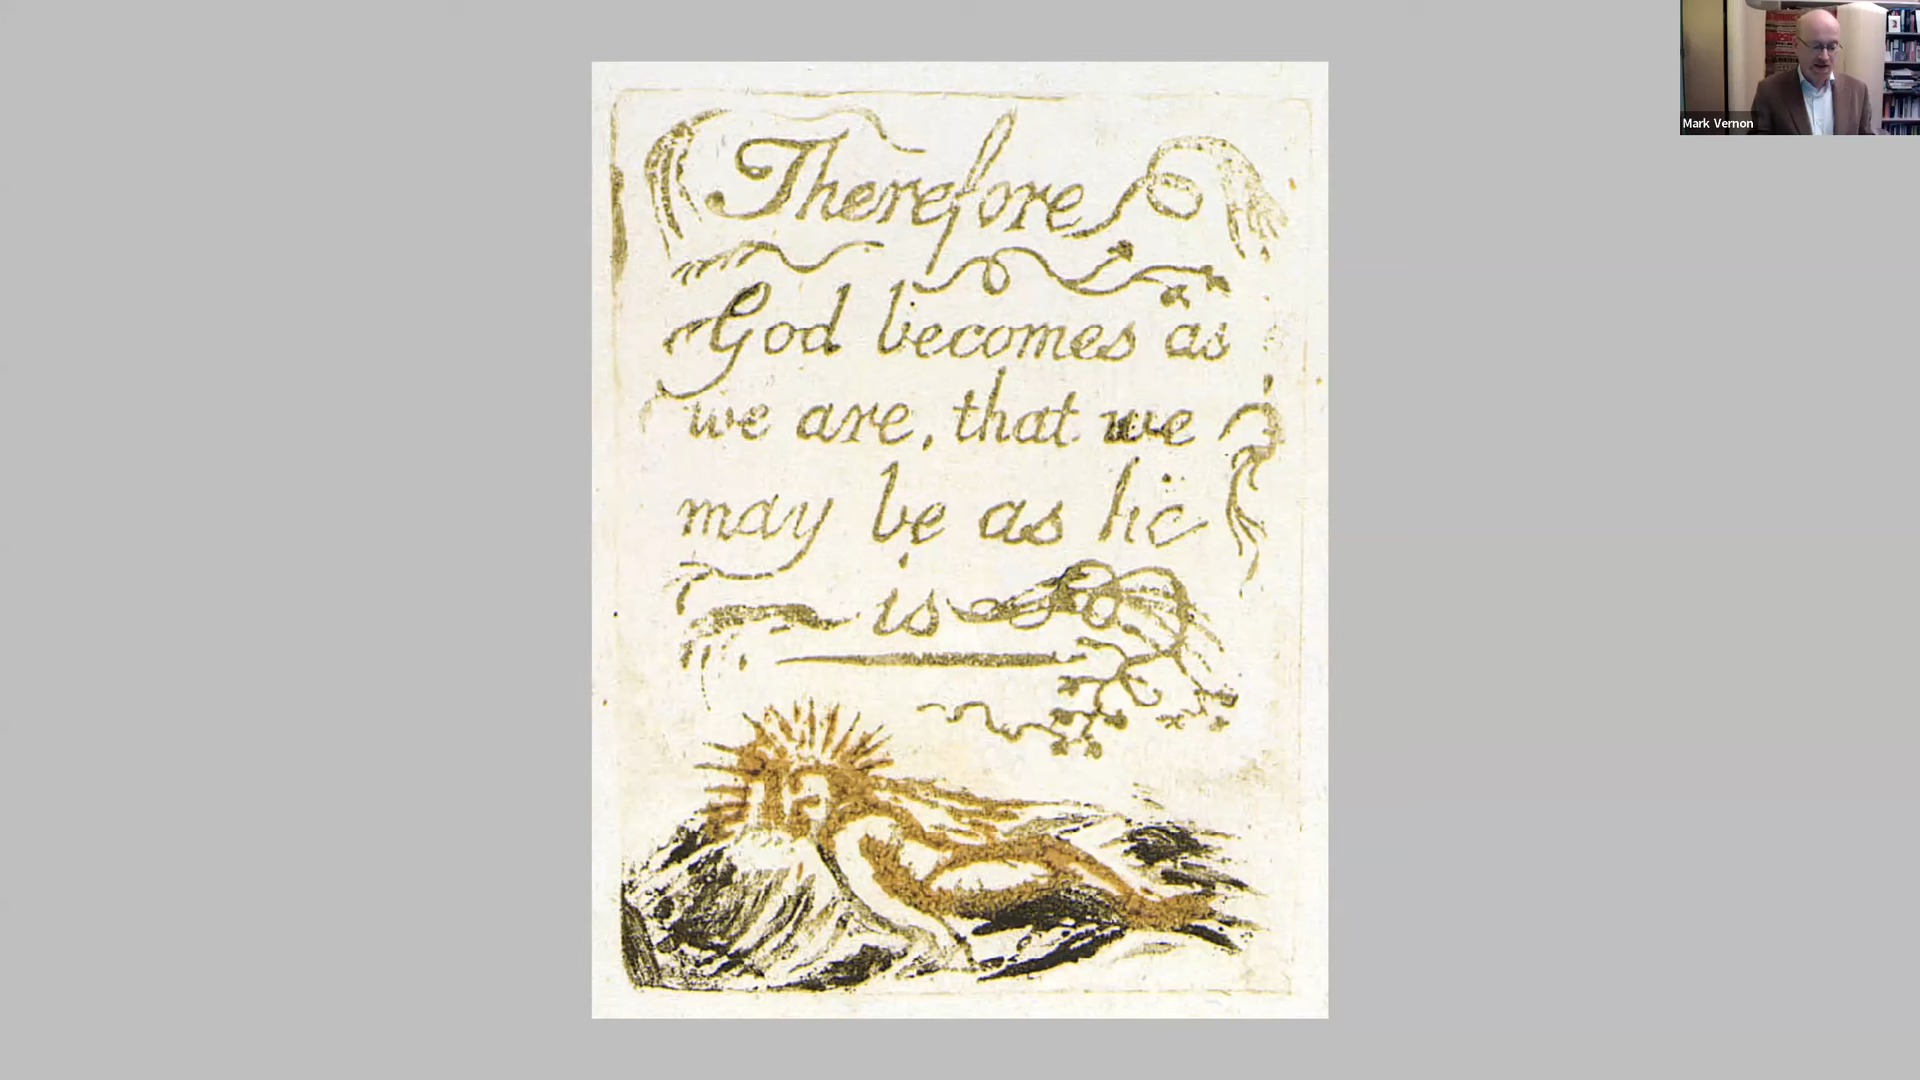 Therefore
God becomes as
we are, that we
may be as he
is
Mark Vernon